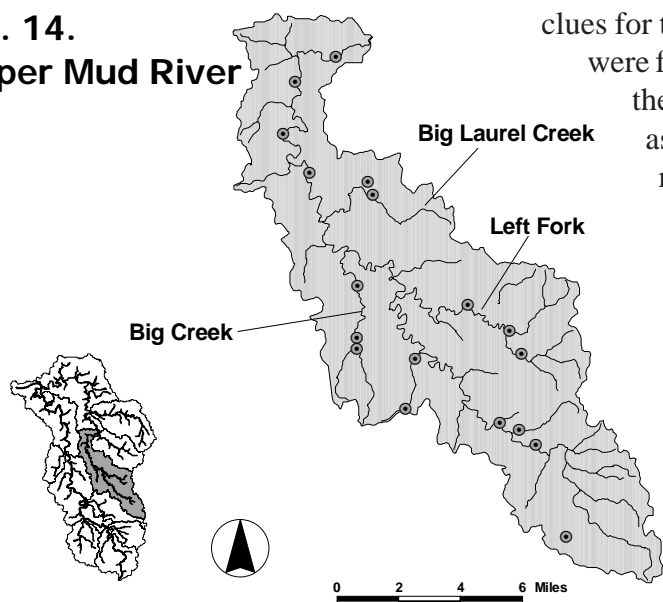 . 14.
per Mud River
clues for t
were f
the
as
Big Laurel Creek
Left Fork
Big Creek
0 2 4 6 Miles